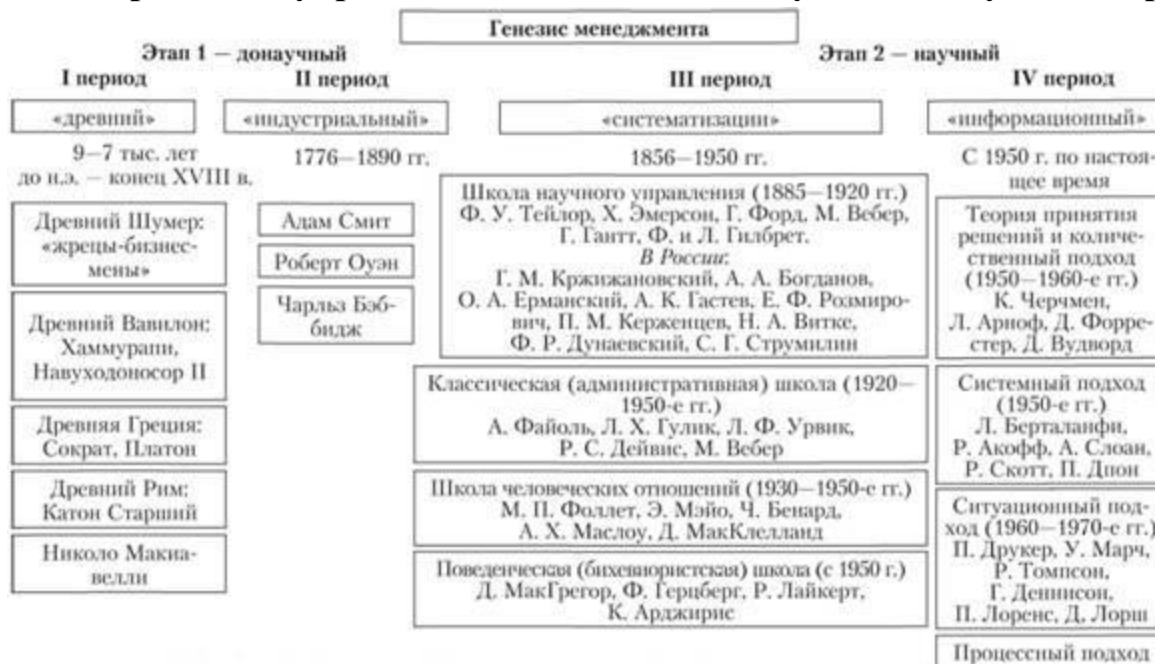 Генезис менеджмента
Этап 1 — донаучный
Этап 2 — научный
I период
«древний»
9—7 тыс. лет
до н.э. — конец XVIII в.
Древний Шумер:
«жрецы-бизнес-
мены»
Древний Вавилон:
Хаммурапи,
Навуходоносор II
Древняя Греция:
Сократ, Платон
Древний Рим:
Катон Старший
Николо Макиа-
велли
II период
«индустриальный»
1776—1890 гг.
Адам Смит
Роберт Оуэн
Чарльз Бэб-
бидж
III период
«систематизации»
1856—1950 гг.
Школа научного управления (1885—1920 гг.)
Ф. У. Тейлор, Х. Эмерсон, Г. Форд, М. Вебер,
Г. Гантт, Ф. и Л. Гилбрет.
В России:
Г. М. Кржижановский, А. А. Богданов,
О. А. Ерманский, А. К. Гастев, Е. Ф. Розмиро-
вич, П. М. Керженцев, Н. А. Витке,
Ф. Р. Дунаевский, С. Г. Струмилин
Классическая (административная) школа (1920—
1950-е гг.)
А. Файоль, Л. Х. Гулик, Л. Ф. Урвик,
Р. С. Дейвис, М. Вебер
Школа человеческих отношений (1930—1950-е гг.)
М. П. Фоллет, Э. Мэйо, Ч. Бенард,
А. Х. Маслоу, Д. МакКлелланд
Поведенческая (бихевиористская) школа (с 1950 г.)
Д. МакГрегор, Ф. Герцберг, Р. Лайкерт,
К. Арджирис
IV период
«информационный»
С 1950 г. по настоя-
щее время
Теория принятия
решений и количе-
ственный подход
(1950—1960-е гг.)
К. Черчмен,
Л. Арноф, Д. Форре-
стер, Д. Вудворд
Системный подход
(1950-е гг.)
Л. Берталанфи,
Р. Акофф, А. Слоан,
Р. Скотт, П. Дпон
Ситуационный под-
ход (1960—1970-е гг.)
П. Друкер, У. Марч,
Р. Томпсон,
Г. Деннисон,
П. Лоренс, Д. Лорш
Процессный подход